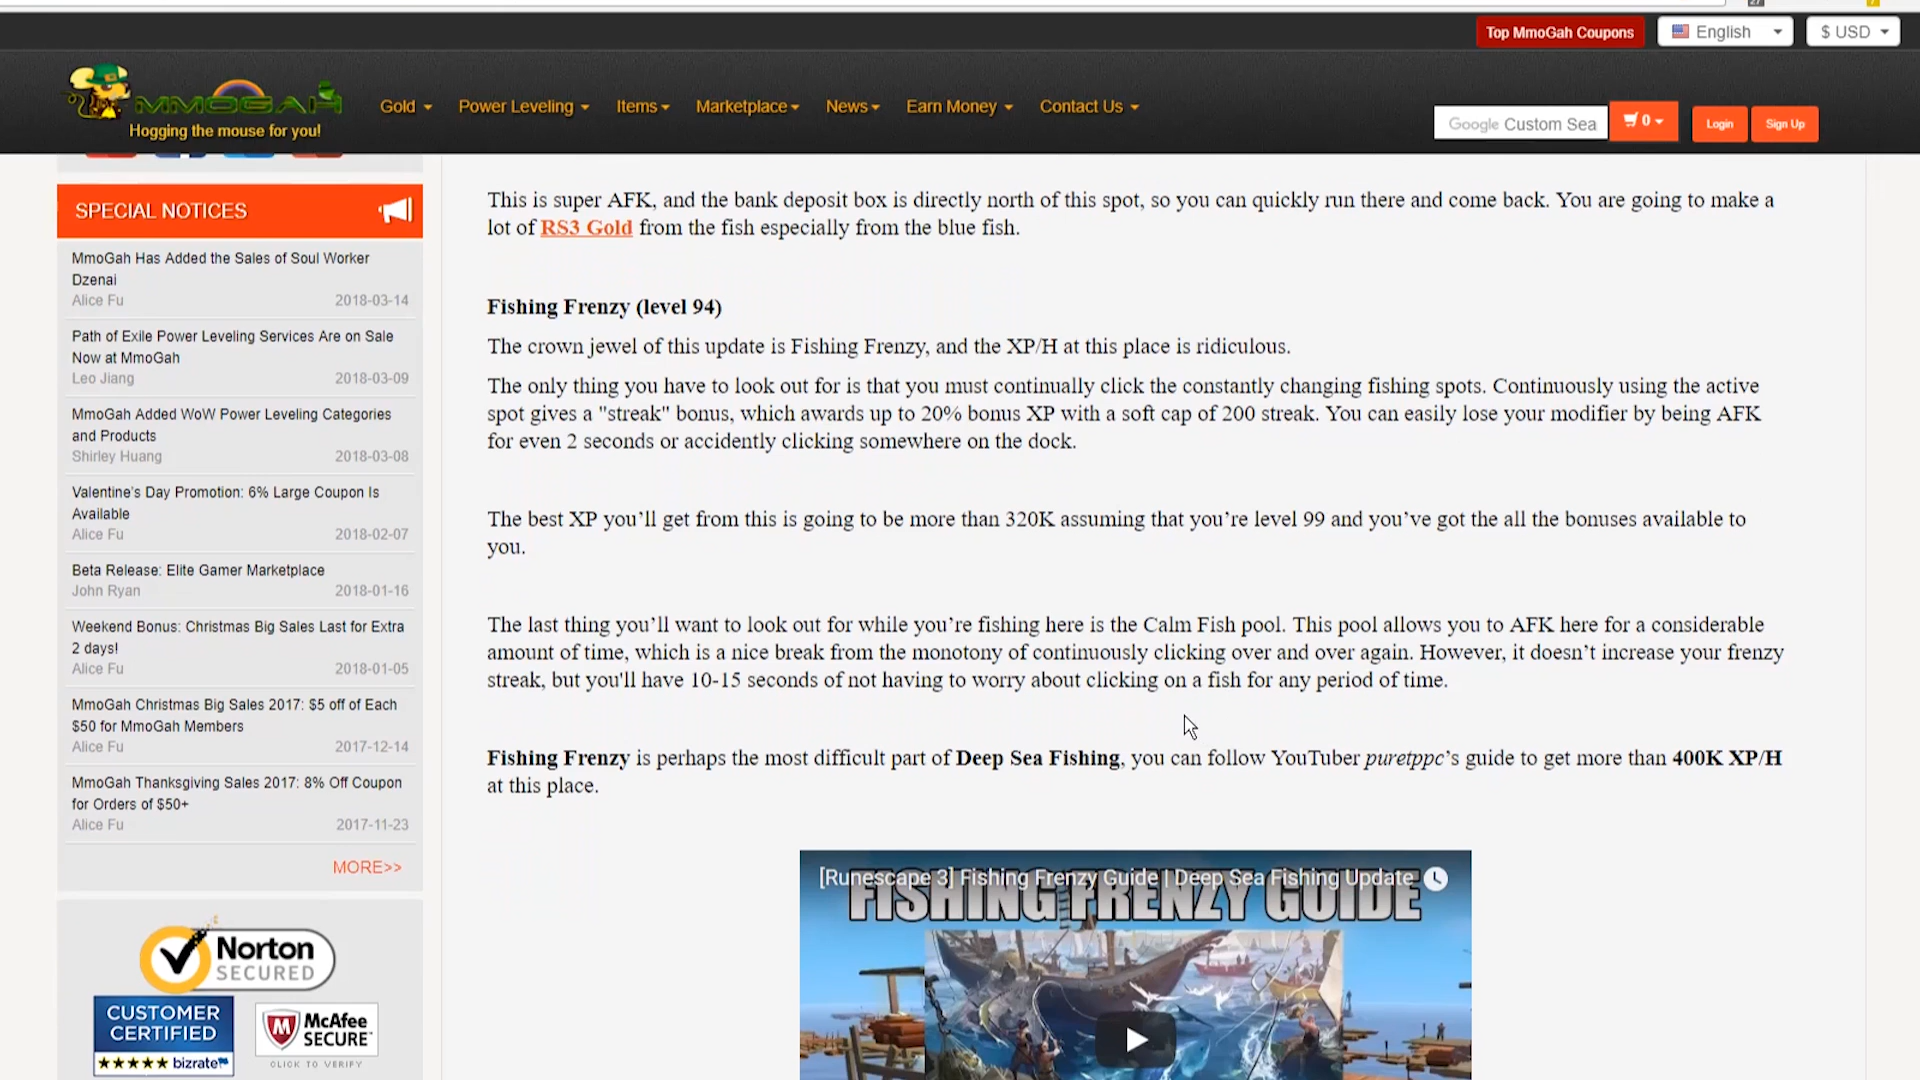 27
7
Top MmoGah Coupons
English
$ USD
MMOGAH
Hogging the mouse for you!
Gold
Power Leveling
Items
Marketplace
News
Earn Money
Contact Us
Google Custom Sea
0
Login
Sign Up
SPECIAL NOTICES
MmoGah Has Added the Sales of Soul Worker
Dzenai
Alice Fu 2018-03-14
Path of Exile Power Leveling Services Are on Sale
Now at MmoGah
Leo Jiang 2018-03-09
MmoGah Added WoW Power Leveling Categories
and Products
Shirley Huang 2018-03-08
Valentine's Day Promotion: 6% Large Coupon Is
Available
Alice Fu 2018-02-07
Beta Release: Elite Gamer Marketplace
John Ryan 2018-01-16
Weekend Bonus: Christmas Big Sales Last for Extra
2 days!
Alice Fu 2018-01-05
MmoGah Christmas Big Sales 2017: $5 off of Each
$50 for MmoGah Members
Alice Fu 2017-12-14
MmoGah Thanksgiving Sales 2017: 8% Off Coupon
for Orders of $50+
Alice Fu 2017-11-23
MORE>>
Norton
SECURED
CUSTOMER
CERTIFIED
bizrate
McAfee
SECURE
CLICK TO VERIFY
This is super AFK, and the bank deposit box is directly north of this spot, so you can quickly run there and come back. You are going to make a
lot of RS3 Gold from the fish especially from the blue fish.
Fishing Frenzy (level 94)
The crown jewel of this update is Fishing Frenzy, and the XP/H at this place is ridiculous.
The only thing you have to look out for is that you must continually click the constantly changing fishing spots. Continuously using the active
spot gives a "streak" bonus, which awards up to 20% bonus XP with a soft cap of 200 streak. You can easily lose your modifier by being AFK
for even 2 seconds or accidently clicking somewhere on the dock.
The best XP you’ll get from this is going to be more than 320K assuming that you’re level 99 and you’ve got the all the bonuses available to
you.
The last thing you’ll want to look out for while you’re fishing here is the Calm Fish pool. This pool allows you to AFK here for a considerable
amount of time, which is a nice break from the monotony of continuously clicking over and over again. However, it doesn’t increase your frenzy
streak, but you'll have 10-15 seconds of not having to worry about clicking on a fish for any period of time.
Fishing Frenzy is perhaps the most difficult part of Deep Sea Fishing, you can follow YouTuber puretppc’s guide to get more than 400K XP/H
at this place.
[Runescape 3] Fishing Frenzy Guide | Deep Sea Fishing Update
FISHING FRENZY GUIDE